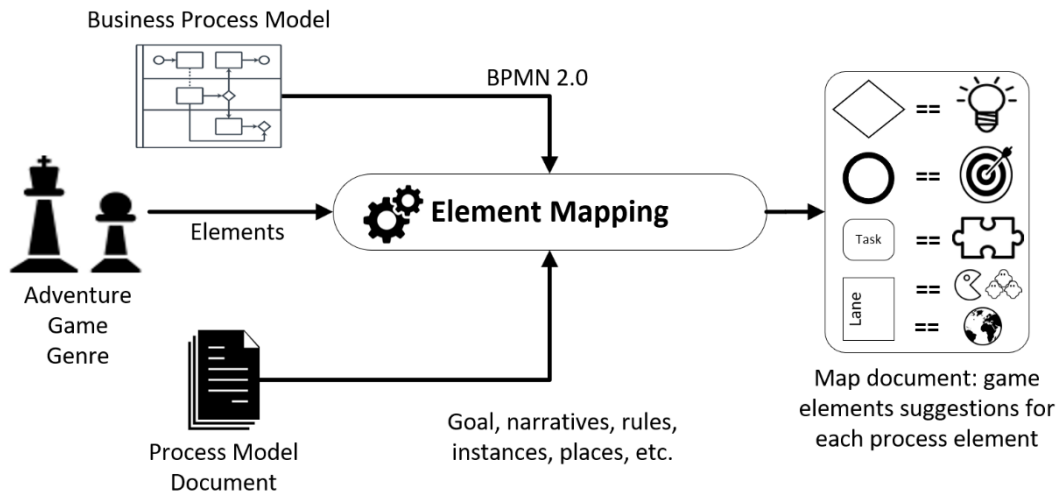 Business Process Model
BPMN 2.0
Elements
Element Mapping
Adventure
Game
Genre
Process Model
Document
Goal, narratives, rules,
instances, places, etc.
==
==
Task ==
Lane ==
==
Map document: game
elements suggestions for
each process element